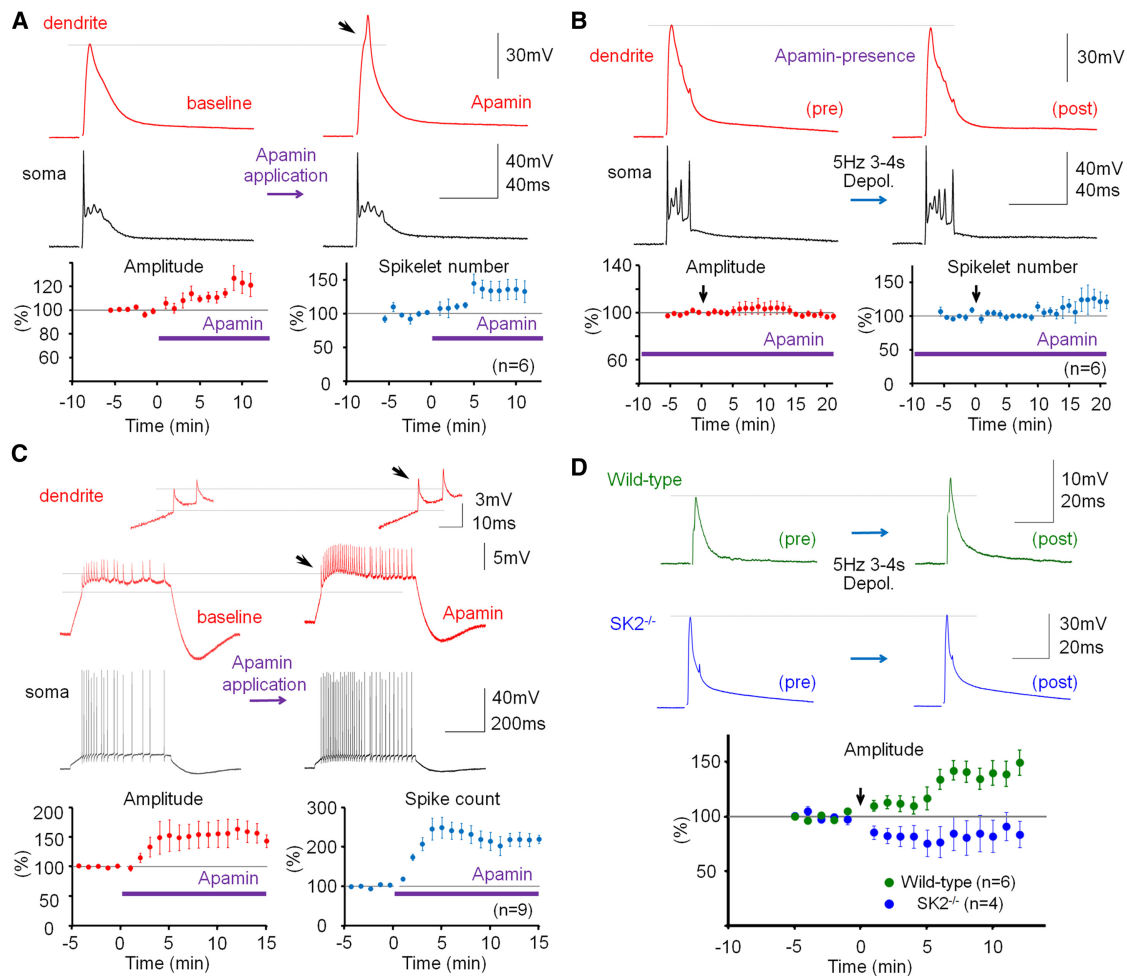 A
dendrite
30mV
baseline
Apamin
soma
Apamin
application
40mV
40ms
Amplitude
Spikelet number
120
100
80
60
(%)
Apamin
150
100
50
0
(%)
Apamin
(n=6)
-10 -5 0 5 10
Time (min)
-10 -5 0 5 10
Time (min)
B
dendrite
Apamin-presence
30mV
(pre)
(post)
soma
5Hz 3-4s
Depol.
40mV
40ms
Amplitude
Spikelet number
140
100
60
(%)
Apamin
150
100
50
0
(%)
Apamin
(n=6)
-10 -5 0 5 10 15 20
Time (min)
-10 -5 0 5 10 15 20
Time (min)
C
dendrite
3mV
10ms
5mV
baseline
Apamin
soma
Apamin
application
40mV
200ms
Amplitude
Spike count
200
150
100
50
0
(%)
Apamin
300
200
100
0
(%)
Apamin
(n=9)
-5 0 5 10 15
Time (min)
-5 0 5 10 15
Time (min)
D
Wild-type
10mV
20ms
(pre)
5Hz 3-4s
Depol.
(post)
SK2-/-
30mV
20ms
(pre)
(post)
Amplitude
150
100
50
(%)
Wild-type (n=6)
SK2-/- (n=4)
-10 -5 0 5 10
Time (min)